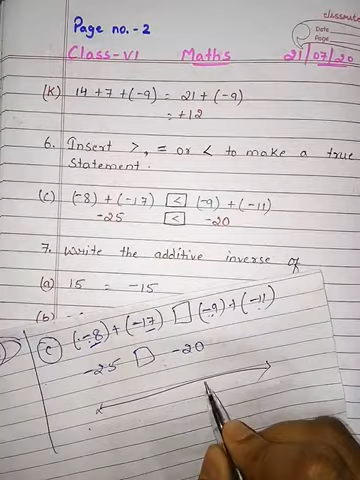 classmate
Date
Page
Page no.-2
Class-VI Maths 21/07/20
(K) 14+7+(-9) = 21+(-9)
= +12
6. Insert >, = or < to make a true
statement.
(C) (-8)+(-17) < (-9)+(-11)
-25 < -20
7. Write the additive inverse of
(a) 15 = -15
(b)
(C) (-8)+(-17) □ (-9)+(-11)
-25 □ -20